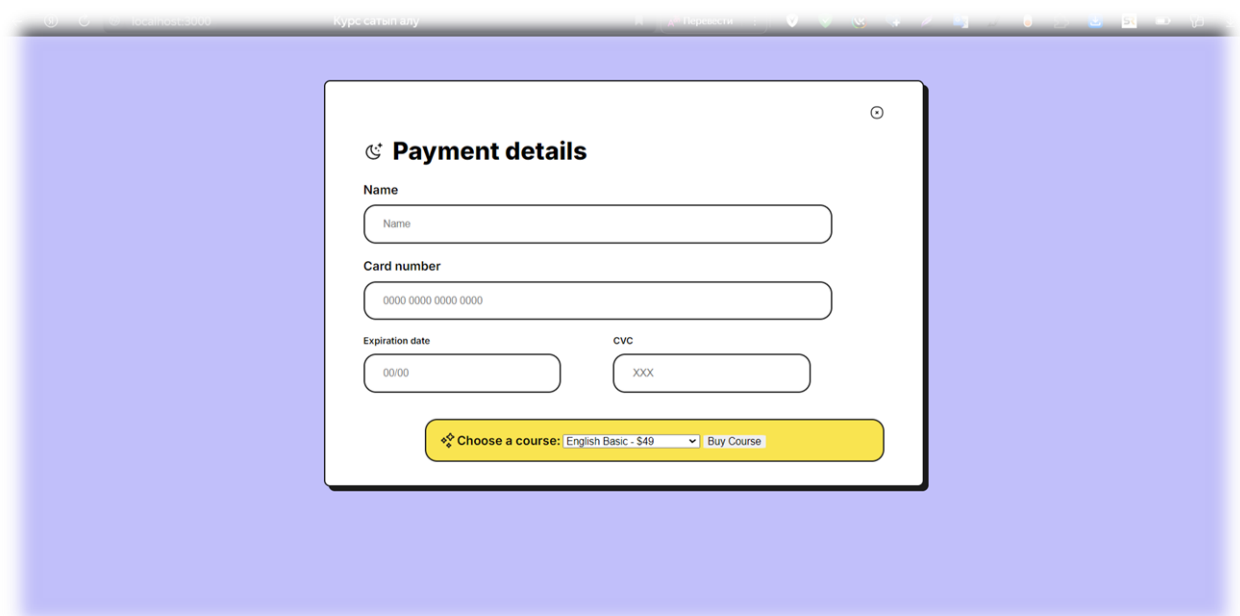 localhost:3000 Курс сатып алу Перевести
Payment details
Name
Name
Card number
0000 0000 0000 0000
Expiration date CVC
00/00 XXX
Choose a course: English Basic - $49 Buy Course